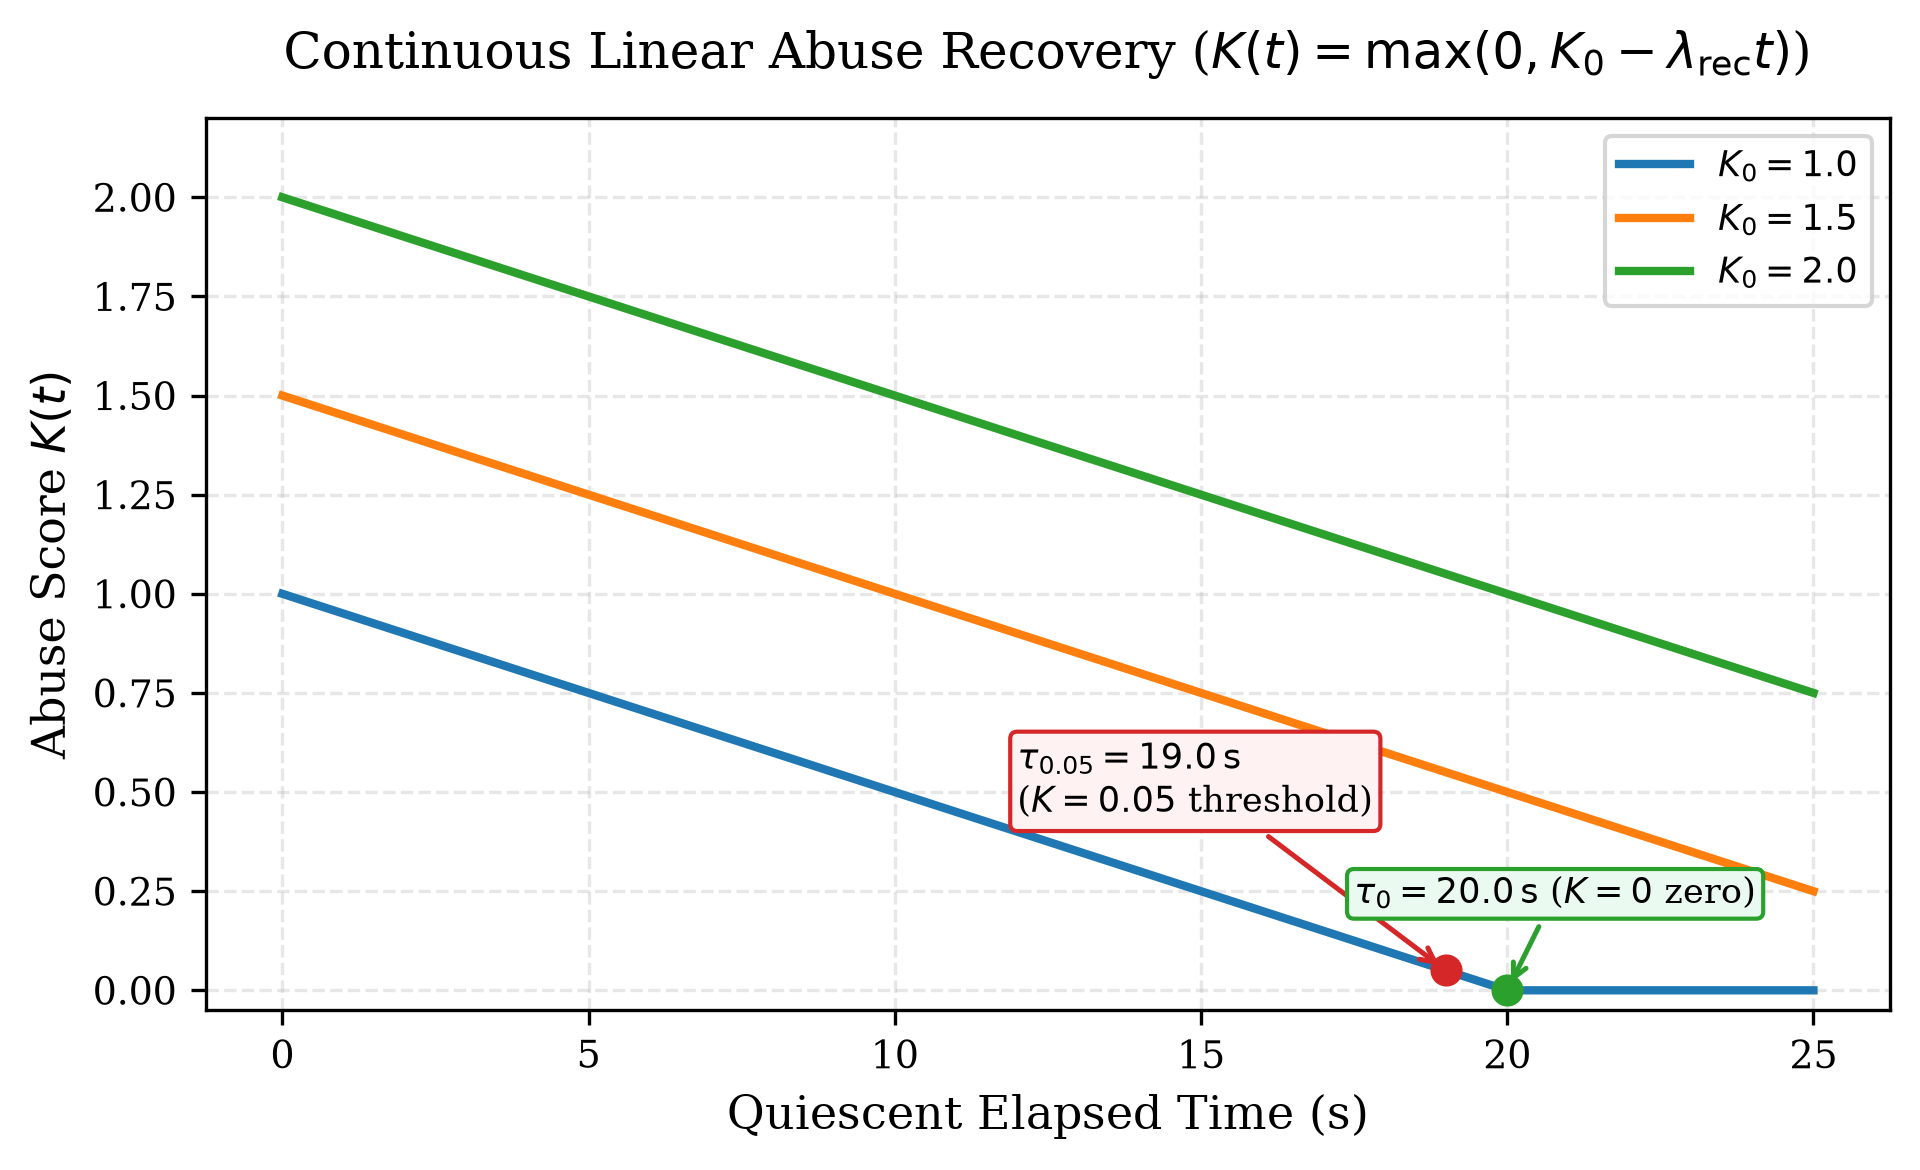 Continuous Linear Abuse Recovery (K(t) = max(0, K₀ − λ_rec t))
K₀ = 1.0
K₀ = 1.5
K₀ = 2.0
Abuse Score K(t)
2.00
1.75
1.50
1.25
1.00
0.75
0.50
0.25
0.00
τ₀.₀₅ = 19.0 s
(K = 0.05 threshold)
τ₀ = 20.0 s (K = 0 zero)
0 5 10 15 20 25
Quiescent Elapsed Time (s)